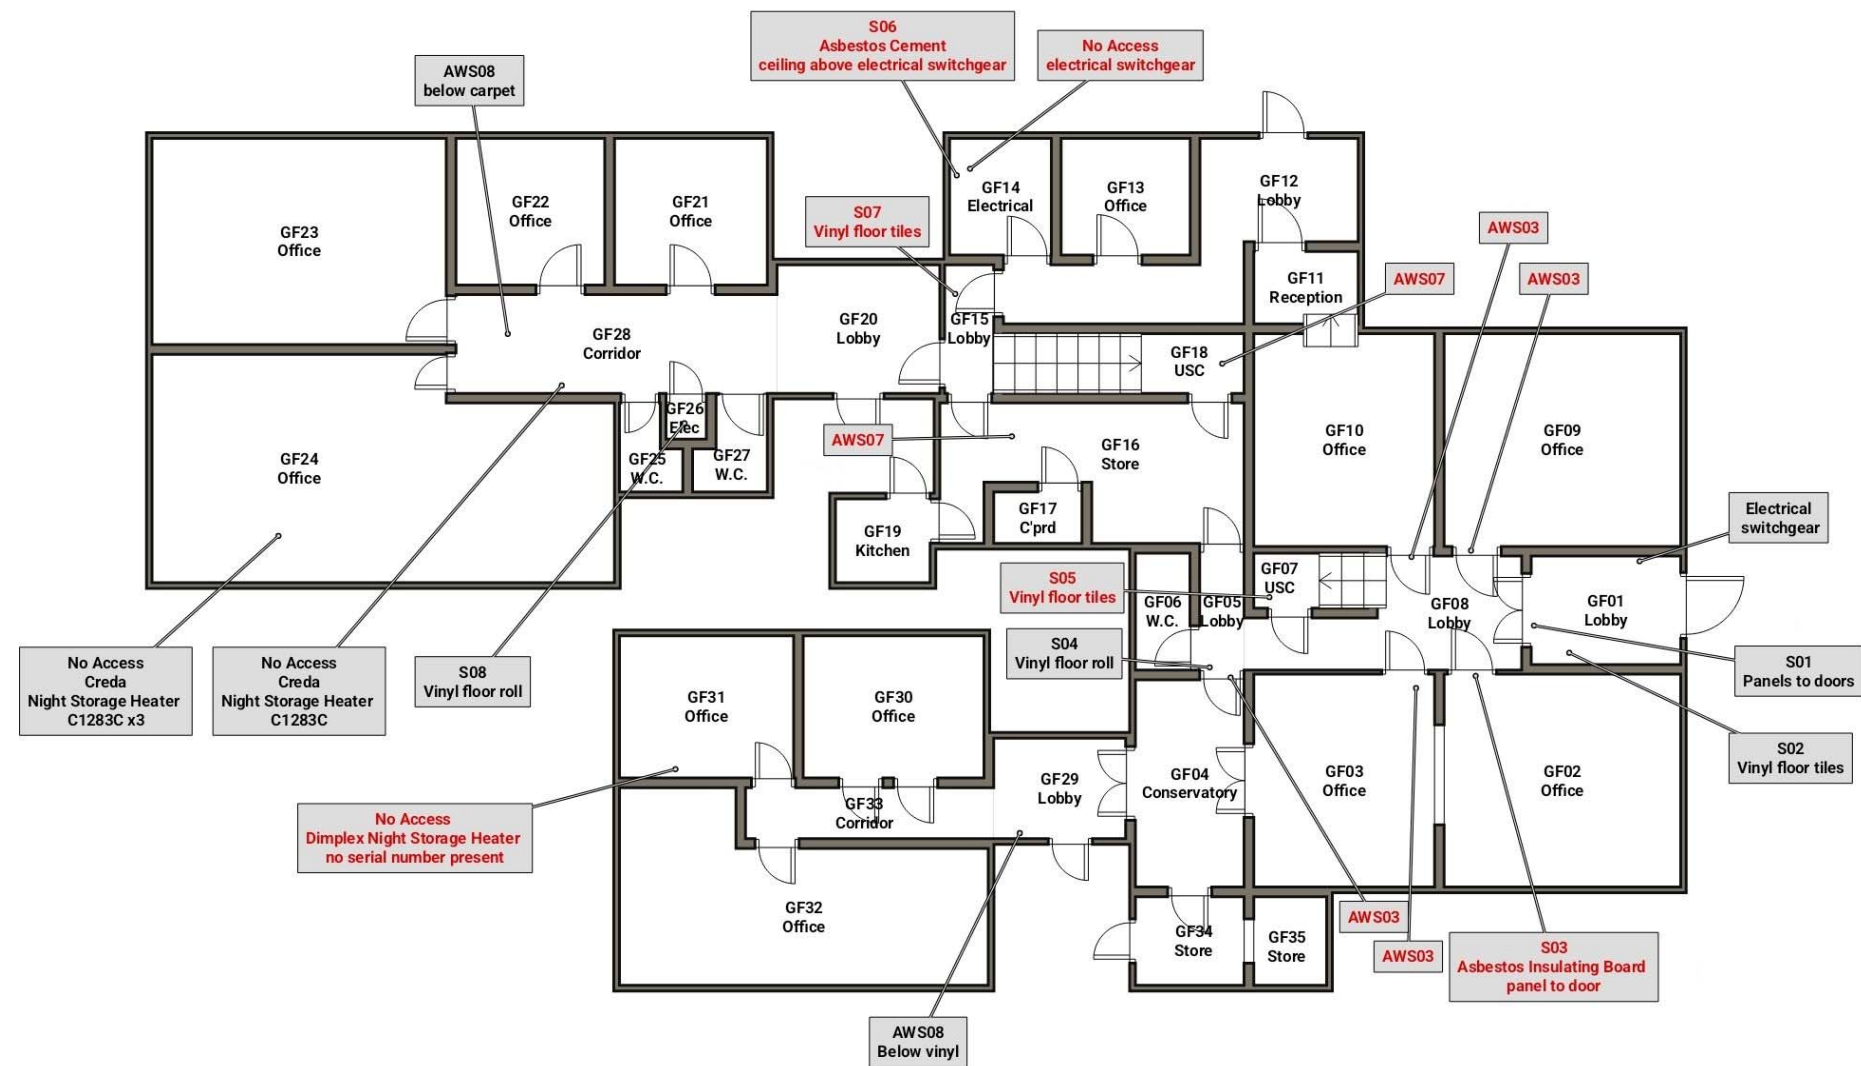 S06
Asbestos Cement
ceiling above electrical switchgear
No Access
electrical switchgear
AWS08
below carpet
GF14
Electrical
GF13
Office
GF12
Lobby
GF22
Office
GF21
Office
GF23
Office
S07
Vinyl floor tiles
AWS03
AWS07
AWS03
GF11
Reception
GF28
Corridor
GF20
Lobby
GF15
Lobby
GF18
USC
GF26
Elec
AWS07
GF16
Store
GF10
Office
GF09
Office
GF24
Office
GF25
W.C.
GF27
W.C.
GF19
Kitchen
GF17
C'prd
Electrical
switchgear
S05
Vinyl floor tiles
GF07
USC
GF06
W.C.
GF05
Lobby
GF08
Lobby
GF01
Lobby
S04
Vinyl floor roll
No Access
Creda
Night Storage Heater
C1283C x3
No Access
Creda
Night Storage Heater
C1283C
S08
Vinyl floor roll
S01
Panels to doors
GF31
Office
GF30
Office
S02
Vinyl floor tiles
GF29
Lobby
GF04
Conservatory
GF03
Office
GF02
Office
GF33
Corridor
No Access
Dimplex Night Storage Heater
no serial number present
GF32
Office
GF34
Store
GF35
Store
AWS03
AWS03
S03
Asbestos Insulating Board
panel to door
AWS08
Below vinyl